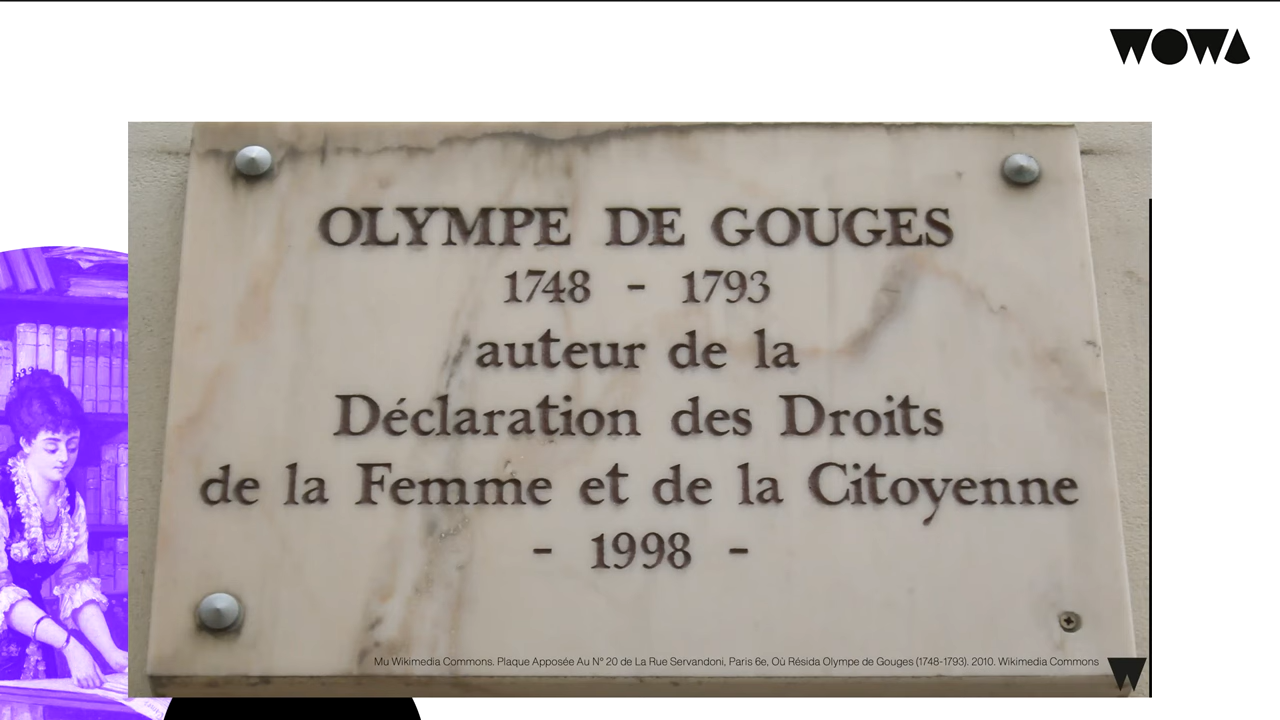 WOWA
OLYMPE DE GOUGES
1748 - 1793
auteur de la
Déclaration des Droits
de la Femme et de la Citoyenne
- 1998 -
Mu Wikimedia Commons. Plaque Apposée Au N° 20 de La Rue Servandoni, Paris 6e, Où Résida Olympe de Gouges (1748-1793). 2010. Wikimedia Commons
W